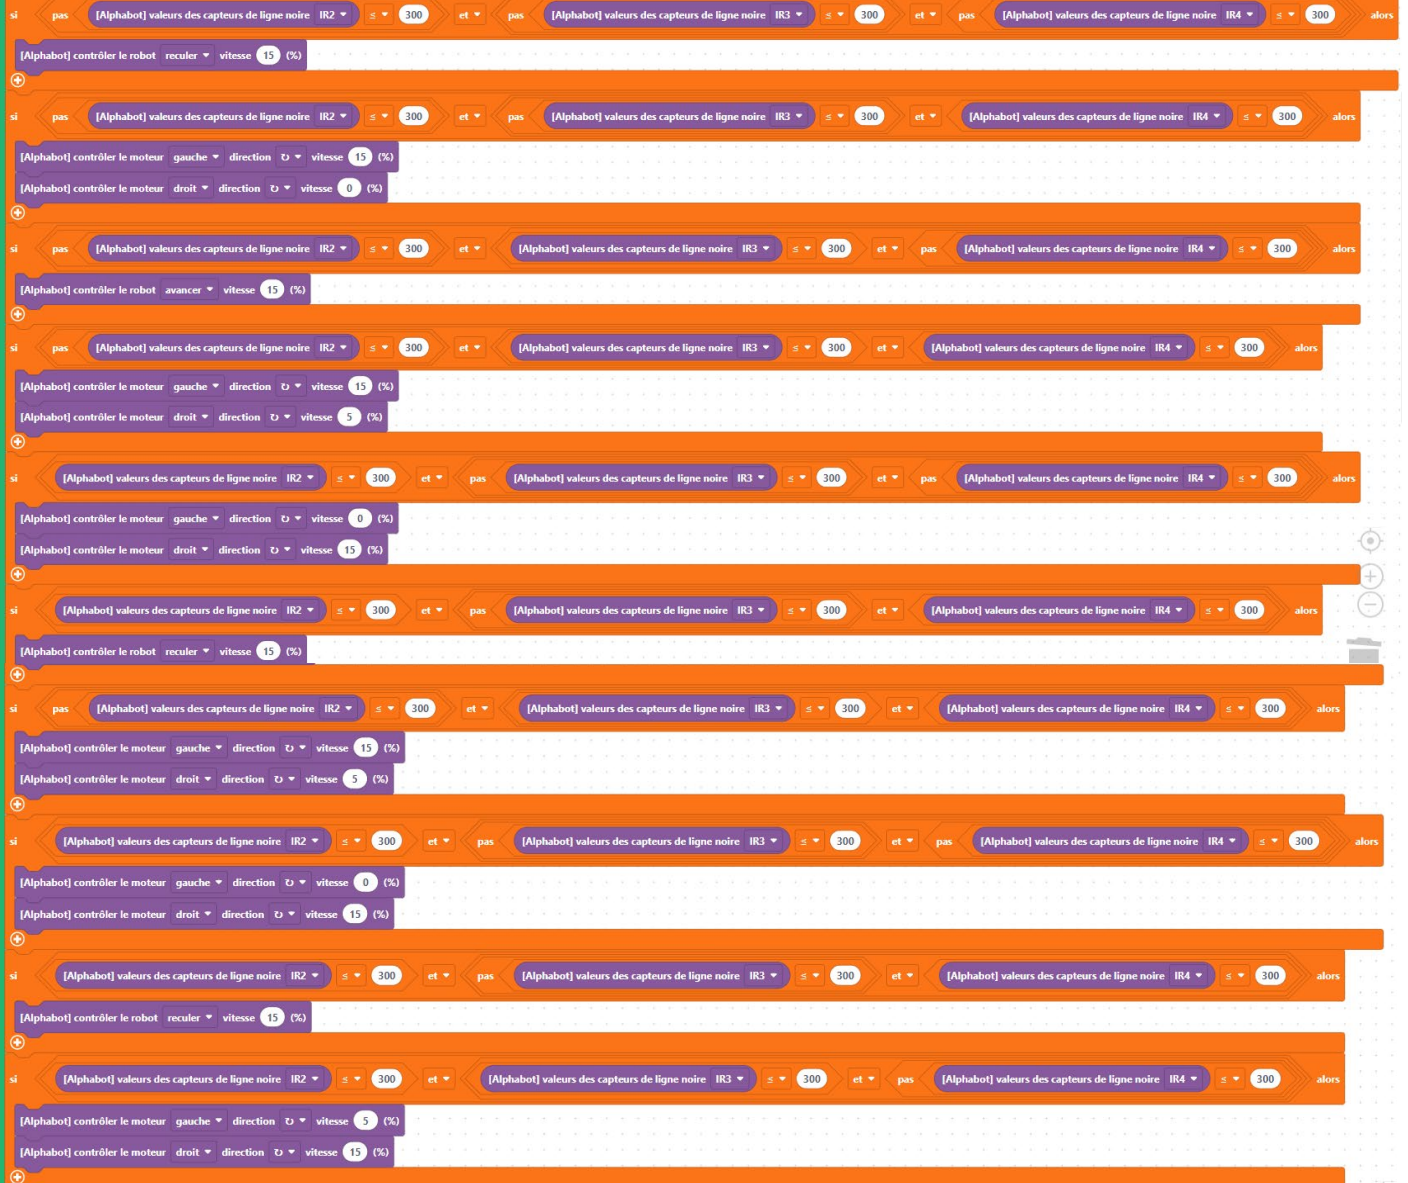 si pas [Alphabot] valeurs des capteurs de ligne noire IR2 ≤ 300 et pas [Alphabot] valeurs des capteurs de ligne noire IR3 ≤ 300 et pas [Alphabot] valeurs des capteurs de ligne noire IR4 ≤ 300 alors
[Alphabot] contrôler le robot reculer vitesse 15 (%)
si pas [Alphabot] valeurs des capteurs de ligne noire IR2 ≤ 300 et pas [Alphabot] valeurs des capteurs de ligne noire IR3 ≤ 300 et [Alphabot] valeurs des capteurs de ligne noire IR4 ≤ 300 alors
[Alphabot] contrôler le moteur gauche direction ↻ vitesse 15 (%)
[Alphabot] contrôler le moteur droit direction ↻ vitesse 0 (%)
si pas [Alphabot] valeurs des capteurs de ligne noire IR2 ≤ 300 et [Alphabot] valeurs des capteurs de ligne noire IR3 ≤ 300 et pas [Alphabot] valeurs des capteurs de ligne noire IR4 ≤ 300 alors
[Alphabot] contrôler le robot avancer vitesse 15 (%)
si pas [Alphabot] valeurs des capteurs de ligne noire IR2 ≤ 300 et [Alphabot] valeurs des capteurs de ligne noire IR3 ≤ 300 et [Alphabot] valeurs des capteurs de ligne noire IR4 ≤ 300 alors
[Alphabot] contrôler le moteur gauche direction ↻ vitesse 15 (%)
[Alphabot] contrôler le moteur droit direction ↻ vitesse 5 (%)
si [Alphabot] valeurs des capteurs de ligne noire IR2 ≤ 300 et pas [Alphabot] valeurs des capteurs de ligne noire IR3 ≤ 300 et pas [Alphabot] valeurs des capteurs de ligne noire IR4 ≤ 300 alors
[Alphabot] contrôler le moteur gauche direction ↻ vitesse 0 (%)
[Alphabot] contrôler le moteur droit direction ↻ vitesse 15 (%)
si [Alphabot] valeurs des capteurs de ligne noire IR2 ≤ 300 et pas [Alphabot] valeurs des capteurs de ligne noire IR3 ≤ 300 et [Alphabot] valeurs des capteurs de ligne noire IR4 ≤ 300 alors
[Alphabot] contrôler le robot reculer vitesse 15 (%)
si pas [Alphabot] valeurs des capteurs de ligne noire IR2 ≤ 300 et [Alphabot] valeurs des capteurs de ligne noire IR3 ≤ 300 et [Alphabot] valeurs des capteurs de ligne noire IR4 ≤ 300 alors
[Alphabot] contrôler le moteur gauche direction ↻ vitesse 15 (%)
[Alphabot] contrôler le moteur droit direction ↻ vitesse 5 (%)
si [Alphabot] valeurs des capteurs de ligne noire IR2 ≤ 300 et pas [Alphabot] valeurs des capteurs de ligne noire IR3 ≤ 300 et pas [Alphabot] valeurs des capteurs de ligne noire IR4 ≤ 300 alors
[Alphabot] contrôler le moteur gauche direction ↻ vitesse 0 (%)
[Alphabot] contrôler le moteur droit direction ↻ vitesse 15 (%)
si [Alphabot] valeurs des capteurs de ligne noire IR2 ≤ 300 et pas [Alphabot] valeurs des capteurs de ligne noire IR3 ≤ 300 et [Alphabot] valeurs des capteurs de ligne noire IR4 ≤ 300 alors
[Alphabot] contrôler le robot reculer vitesse 15 (%)
si [Alphabot] valeurs des capteurs de ligne noire IR2 ≤ 300 et [Alphabot] valeurs des capteurs de ligne noire IR3 ≤ 300 et pas [Alphabot] valeurs des capteurs de ligne noire IR4 ≤ 300 alors
[Alphabot] contrôler le moteur gauche direction ↻ vitesse 5 (%)
[Alphabot] contrôler le moteur droit direction ↻ vitesse 15 (%)